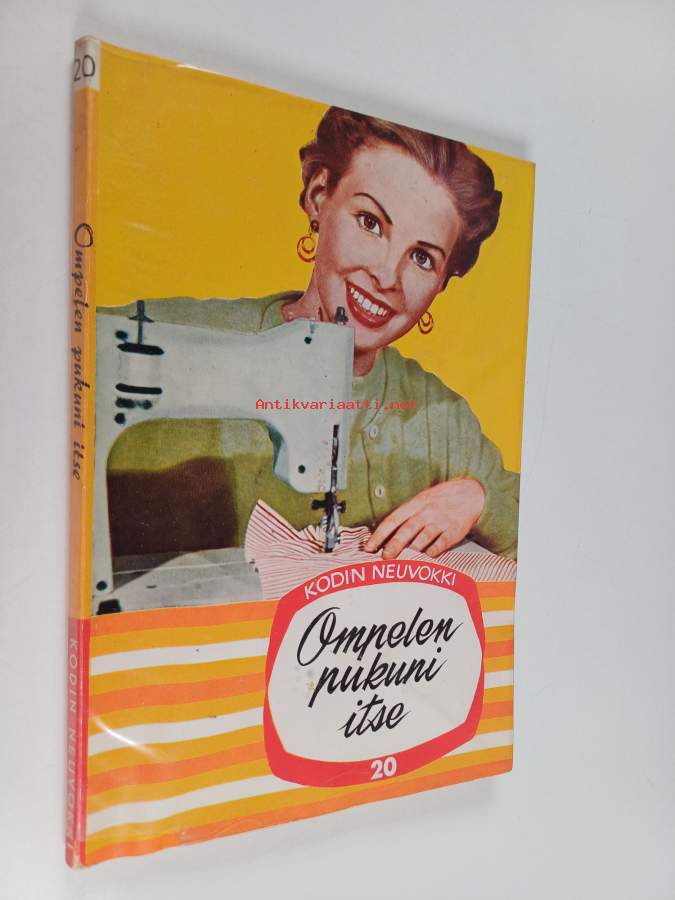 20
Ompelen pukuni itse
KODIN NEUVOKKI
Antikvariaatti.net
KODIN NEUVOKKI
Ompelen
pukuni
itse
20